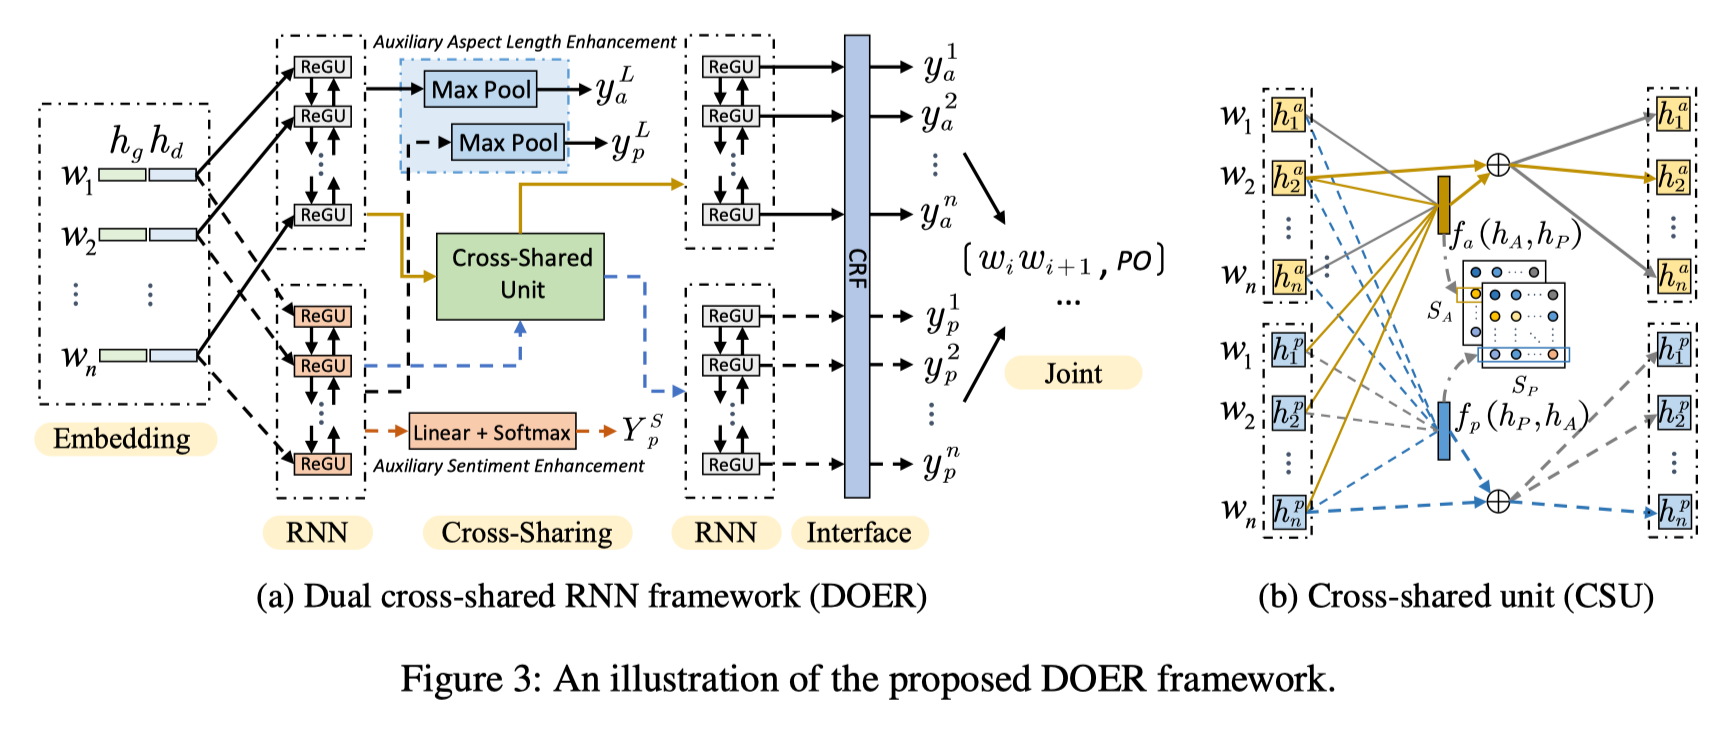 Auxiliary Aspect Length Enhancement
h_g h_d
w_1
w_2
⋮ ⋮
w_n
Embedding
ReGU
ReGU
⋮
ReGU
ReGU
ReGU
⋮
ReGU
RNN
Max Pool y_a^L
Max Pool y_p^L
Cross-Shared
Unit
Linear + Softmax Y_p^S
Auxiliary Sentiment Enhancement
Cross-Sharing
ReGU
ReGU
⋮
ReGU
ReGU
ReGU
⋮
ReGU
RNN
CRF
Interface
y_a^1
y_a^2
⋮
y_a^n
y_p^1
y_p^2
⋮
y_p^n
(w_i w_{i+1}, PO)
...
Joint
(a) Dual cross-shared RNN framework (DOER)
w_1 h_1^a
w_2 h_2^a
⋮
w_n h_n^a
w_1 h_1^p
w_2 h_2^p
⋮
w_n h_n^p
f_a(h_A, h_P)
S_A
S_P
f_p(h_P, h_A)
h_1^a
h_2^a
⋮
h_n^a
h_1^p
h_2^p
⋮
h_n^p
(b) Cross-shared unit (CSU)
Figure 3: An illustration of the proposed DOER framework.